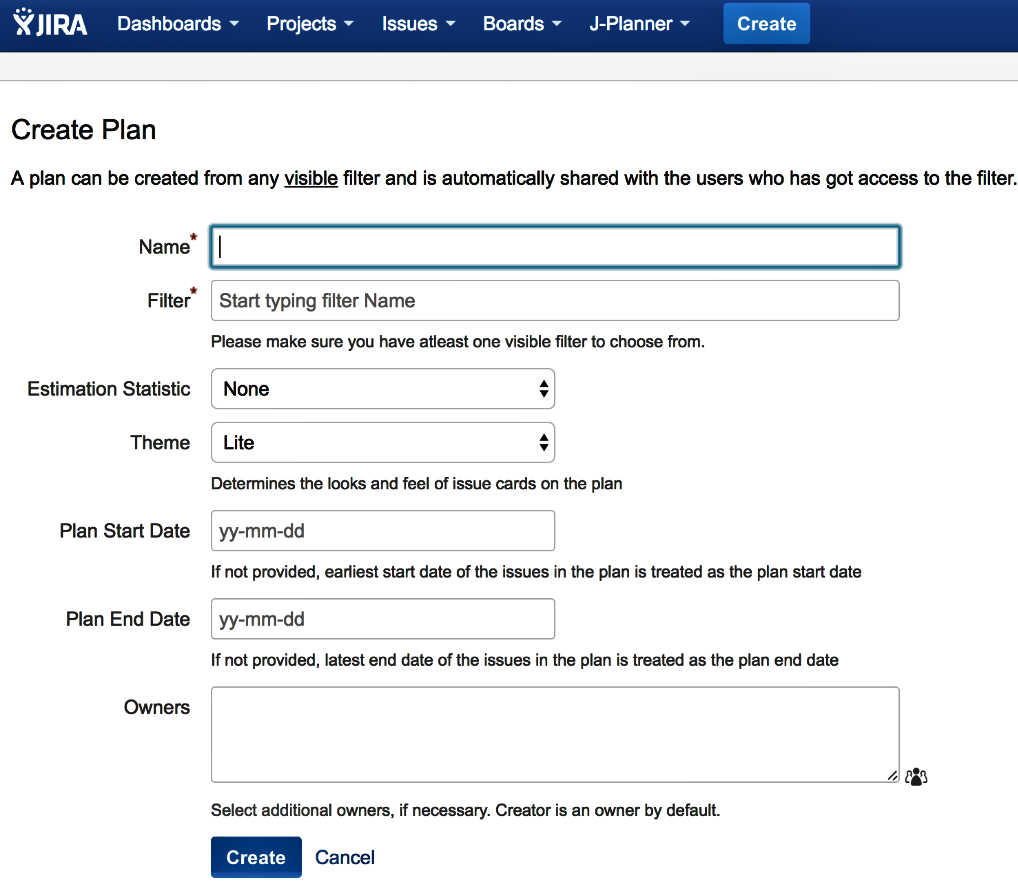 JIRA Dashboards Projects Issues Boards J-Planner Create
Create Plan
A plan can be created from any visible filter and is automatically shared with the users who has got access to the filter.
Name*
Filter* Start typing filter Name
Please make sure you have atleast one visible filter to choose from.
Estimation Statistic None
Theme Lite
Determines the looks and feel of issue cards on the plan
Plan Start Date yy-mm-dd
If not provided, earliest start date of the issues in the plan is treated as the plan start date
Plan End Date yy-mm-dd
If not provided, latest end date of the issues in the plan is treated as the plan end date
Owners
Select additional owners, if necessary. Creator is an owner by default.
Create Cancel